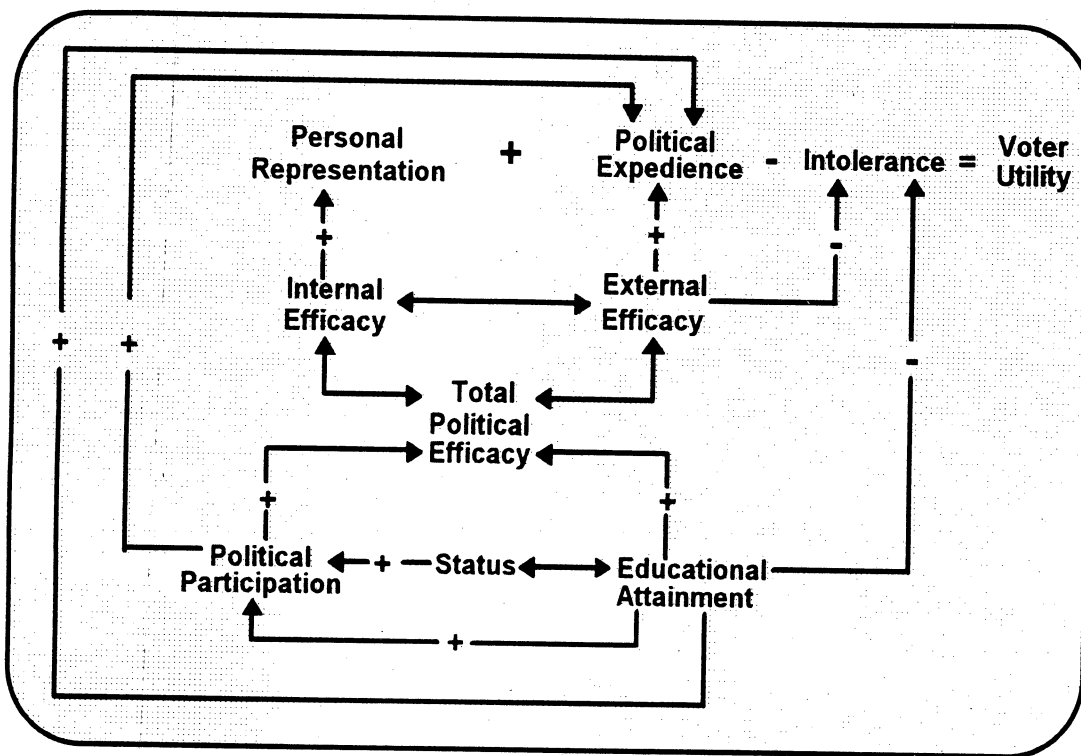 Personal
Representation
+
Political
Expedience
-
Intolerance
=
Voter
Utility
+
+
-
Internal
Efficacy
External
Efficacy
+
+
-
Total
Political
Efficacy
+
+
Political
Participation
+
Status
Educational
Attainment
+